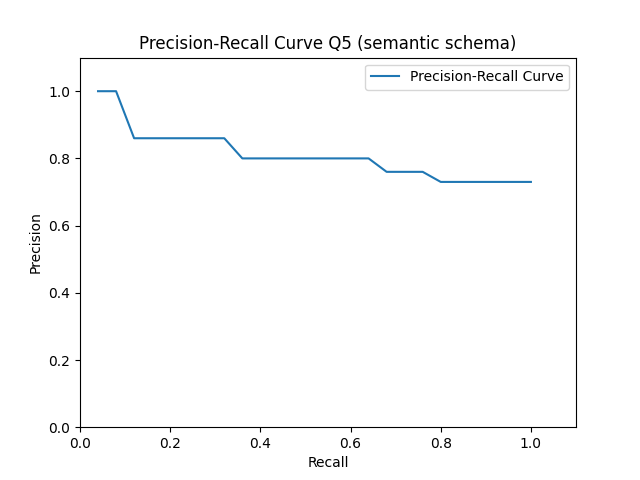 Precision-Recall Curve Q5 (semantic schema)
Precision-Recall Curve
1.0
0.8
0.6
0.4
0.2
0.0
Precision
0.0 0.2 0.4 0.6 0.8 1.0
Recall